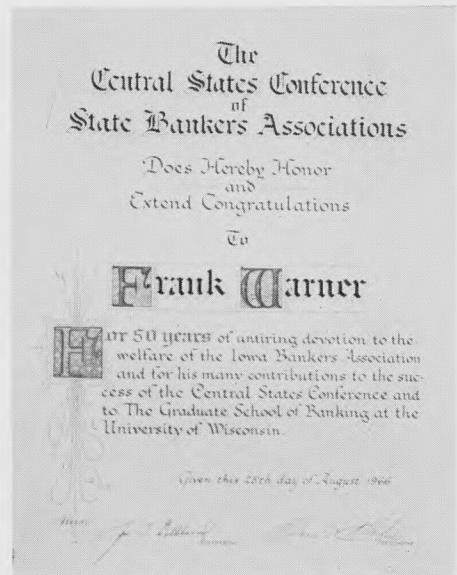 The
Central States Conference
of
State Bankers Associations
Does Hereby Honor
and
Extend Congratulations
To
Frank Warner
For 50 years of untiring devotion to the
welfare of the Iowa Bankers Association
and for his many contributions to the suc-
cess of the Central States Conference and
to The Graduate School of Banking at the
University of Wisconsin.
Given this 28th day of August 1966